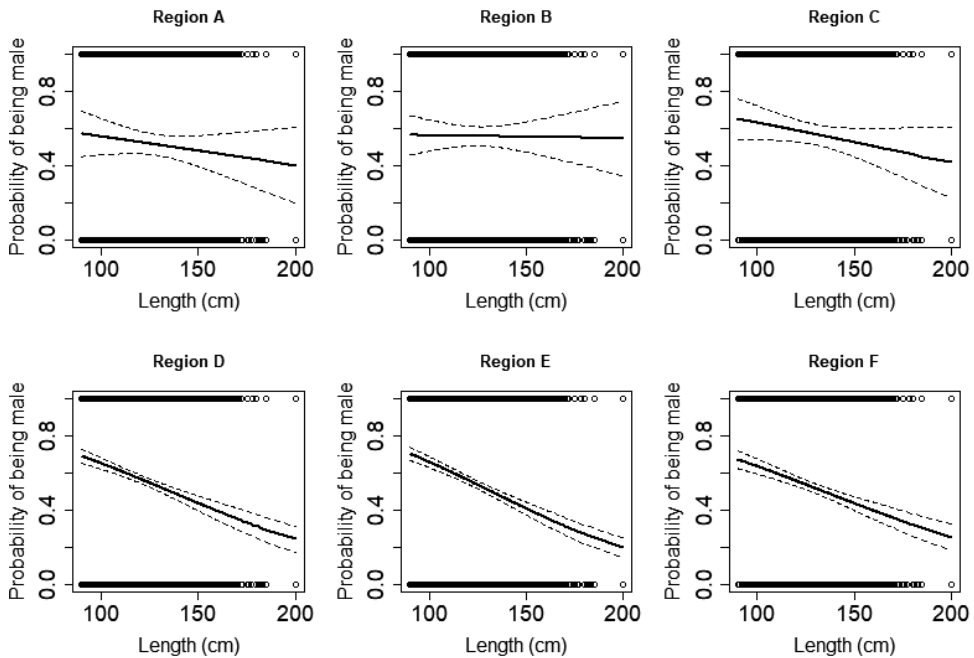 Region A
Region B
Region C
Probability of being male
0.0 0.4 0.8
100 150 200
Length (cm)
Probability of being male
0.0 0.4 0.8
100 150 200
Length (cm)
Probability of being male
0.0 0.4 0.8
100 150 200
Length (cm)
Region D
Region E
Region F
Probability of being male
0.0 0.4 0.8
100 150 200
Length (cm)
Probability of being male
0.0 0.4 0.8
100 150 200
Length (cm)
Probability of being male
0.0 0.4 0.8
100 150 200
Length (cm)